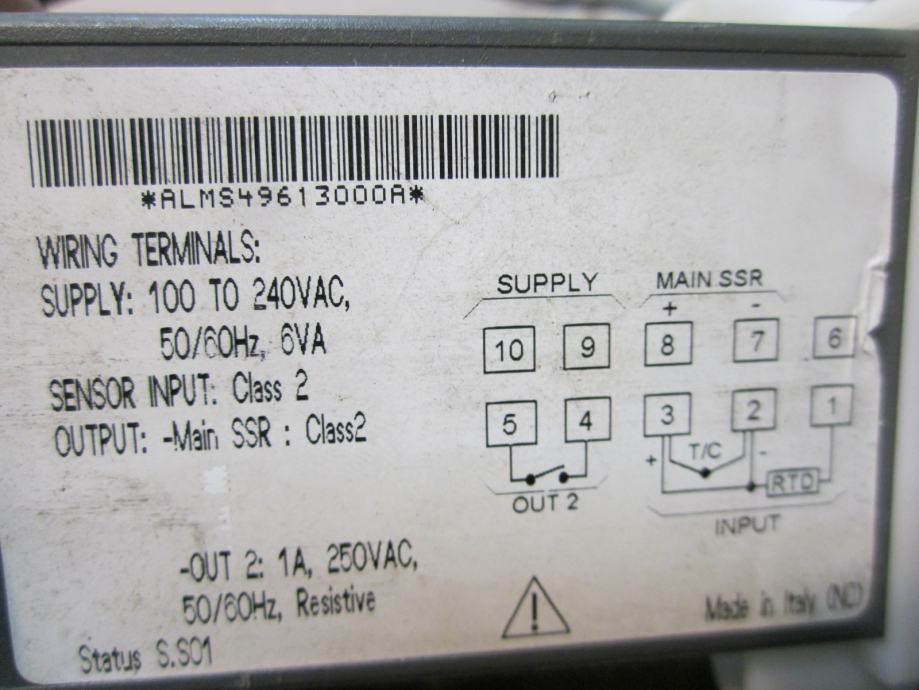 *ALMS49613000A*
WIRING TERMINALS:
SUPPLY: 100 TO 240VAC,
50/60Hz, 6VA
SENSOR INPUT: Class 2
OUTPUT: -Main SSR : Class2
-OUT 2: 1A, 250VAC,
50/60Hz, Resistive
Status S.S01
SUPPLY MAIN SSR
+ -
10 9 8 7 6
5 4 3 2 1
+ T/C -
RTD
OUT 2
INPUT
!
Made in Italy (NO)